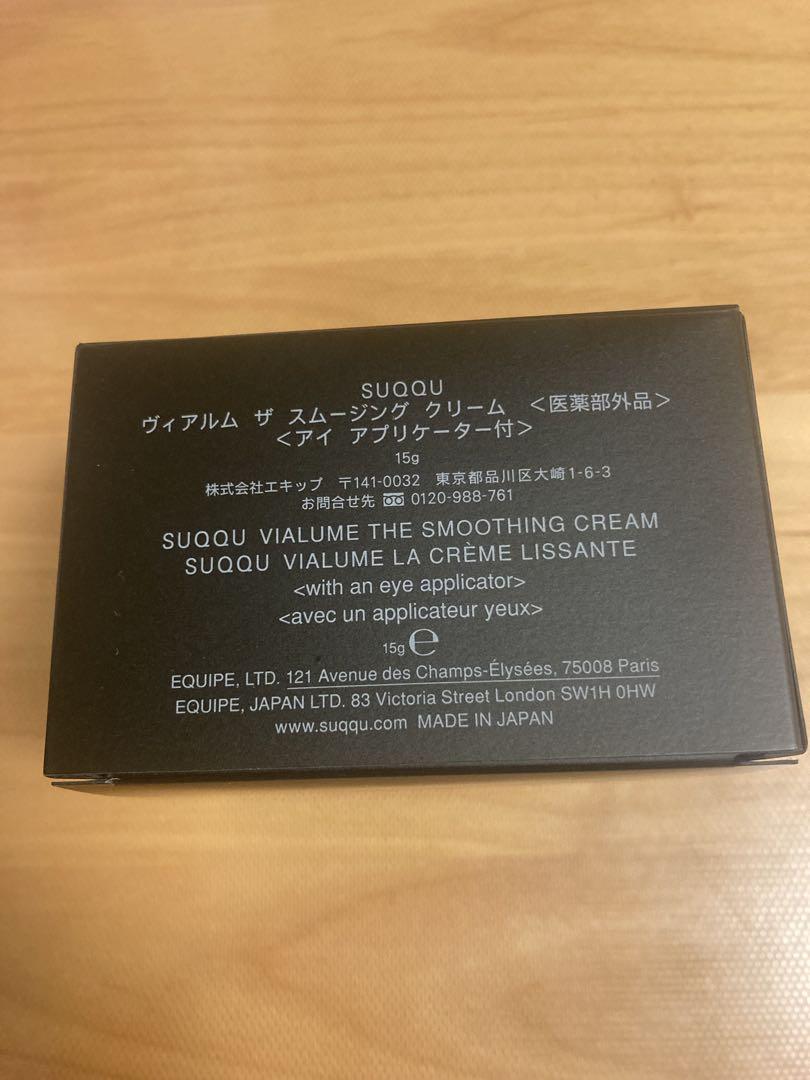 SUQQU
ヴィアルム ザ スムージング クリーム <医薬部外品>
<アイ アプリケーター付>
15g
株式会社エキップ 〒141-0032 東京都品川区大崎1-6-3
お問合せ先 0120-988-761
SUQQU VIALUME THE SMOOTHING CREAM
SUQQU VIALUME LA CRÈME LISSANTE
<with an eye applicator>
<avec un applicateur yeux>
15g ℮
EQUIPE, LTD. 121 Avenue des Champs-Élysées, 75008 Paris
EQUIPE, JAPAN LTD. 83 Victoria Street London SW1H 0HW
www.suqqu.com MADE IN JAPAN